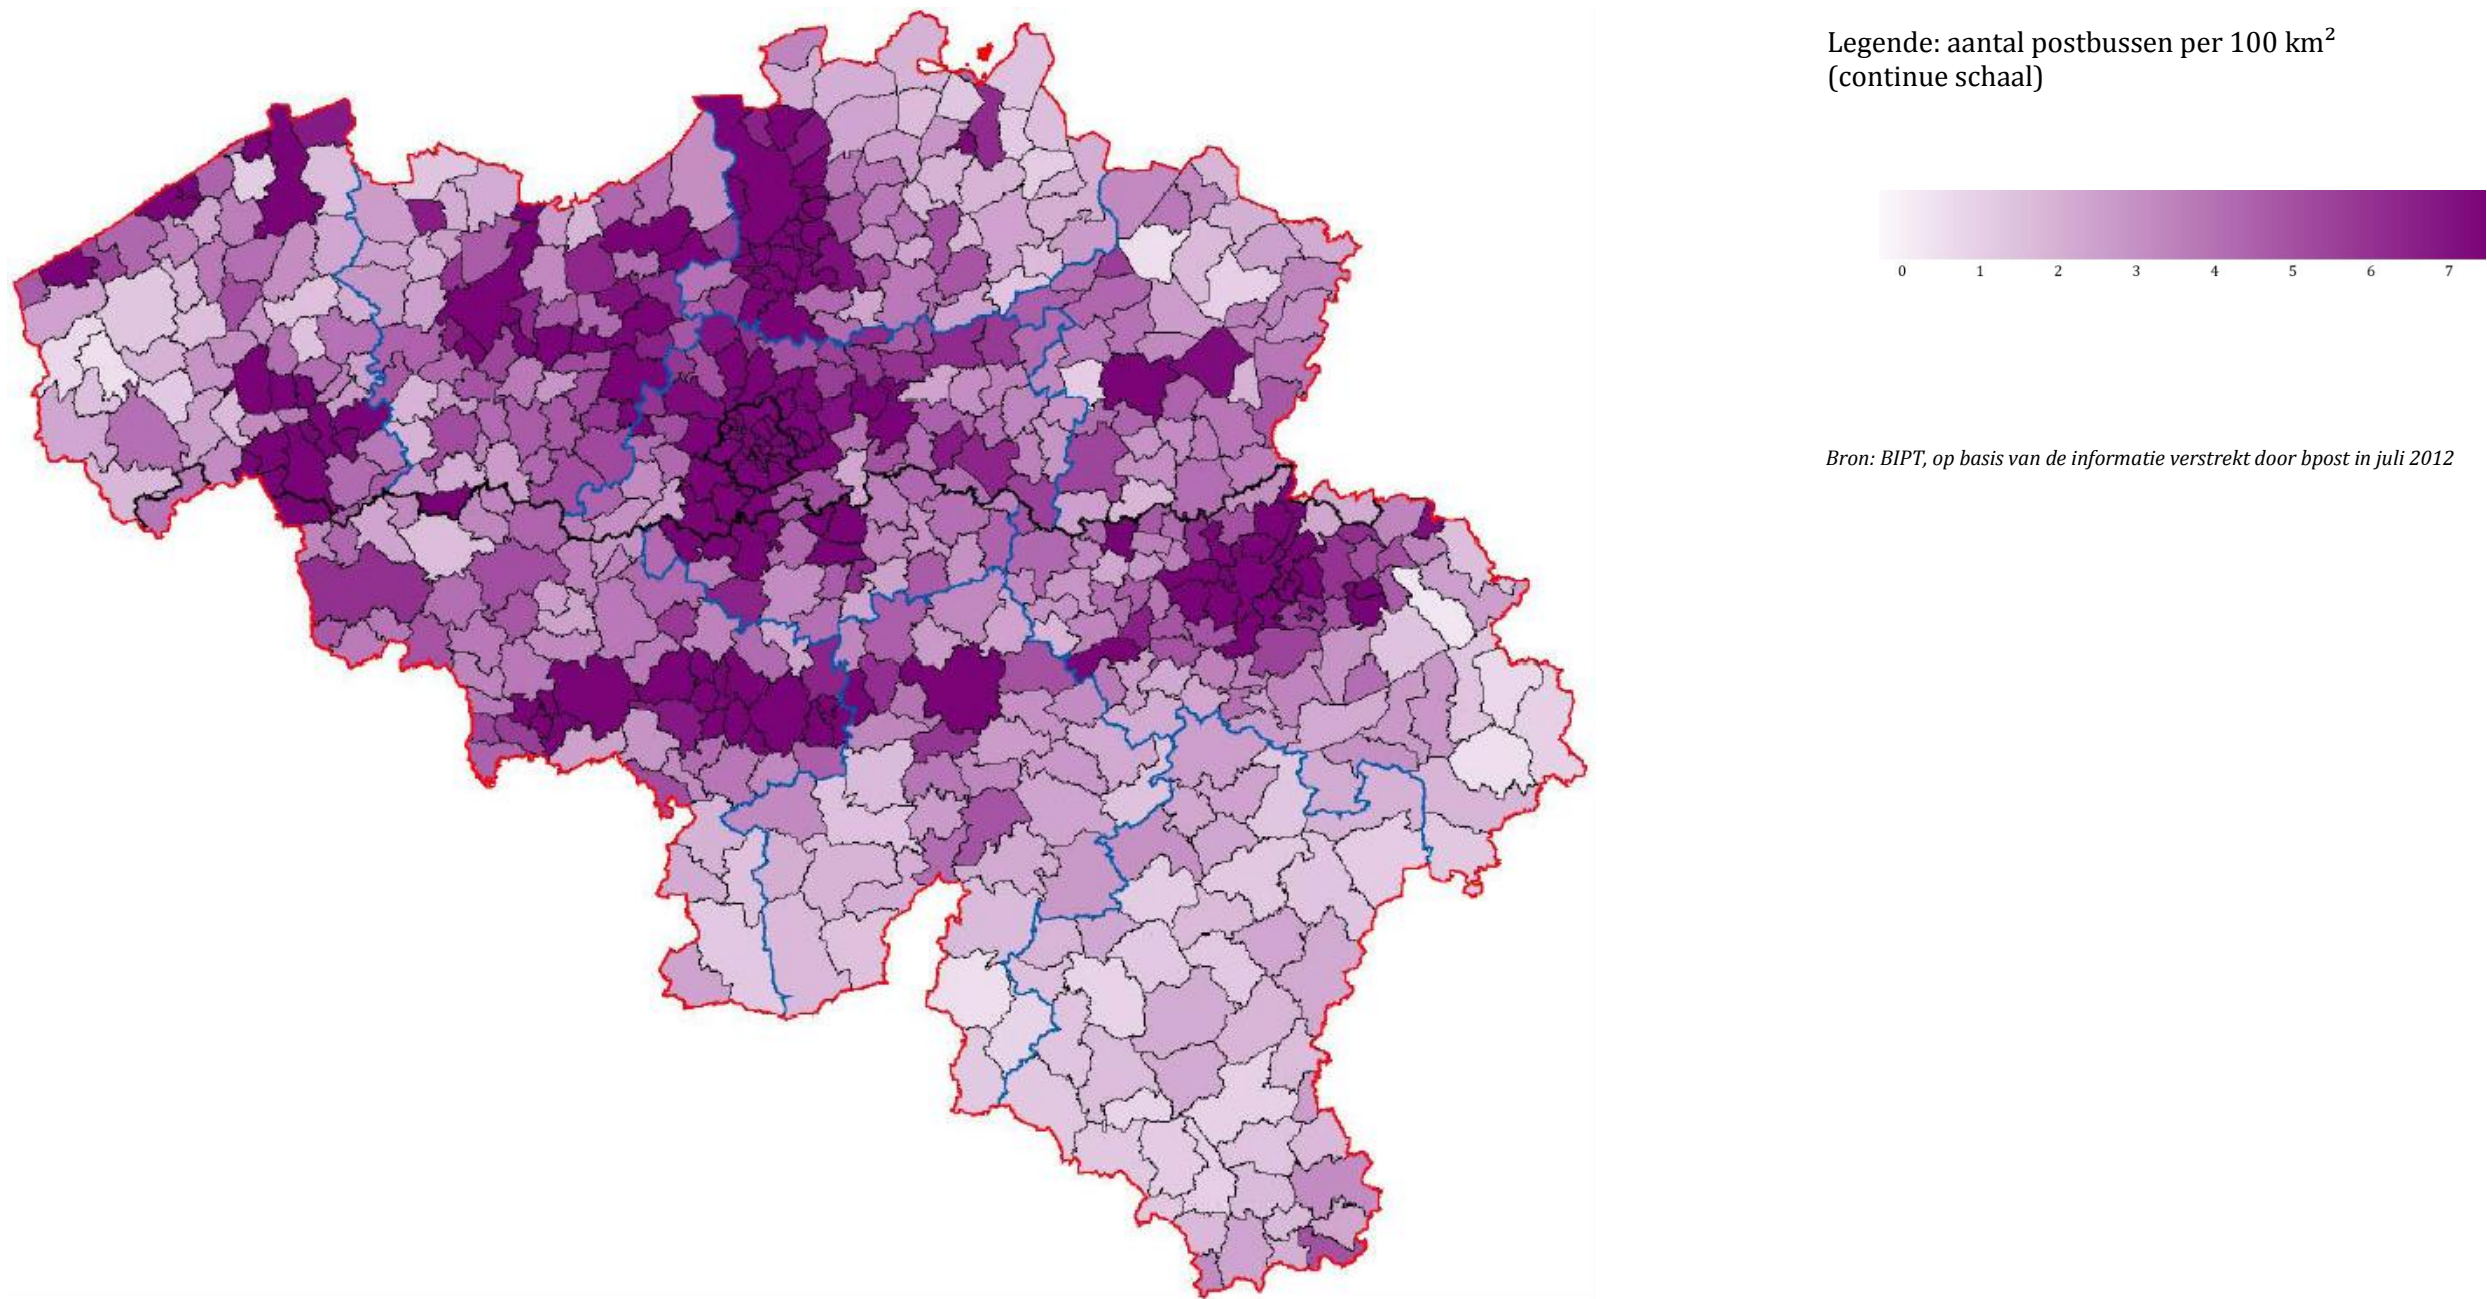 Legende: aantal postbussen per 100 km²
(continue schaal)
0 1 2 3 4 5 6 7
Bron: BIPT, op basis van de informatie verstrekt door bpost in juli 2012